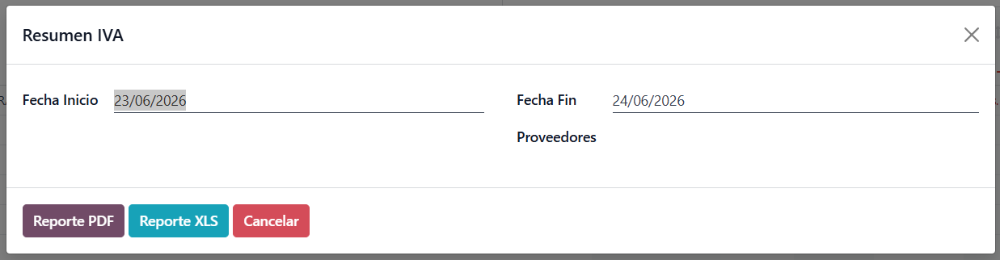 Resumen IVA
Fecha Inicio 23/06/2026 Fecha Fin 24/06/2026
Proveedores
Reporte PDF Reporte XLS Cancelar